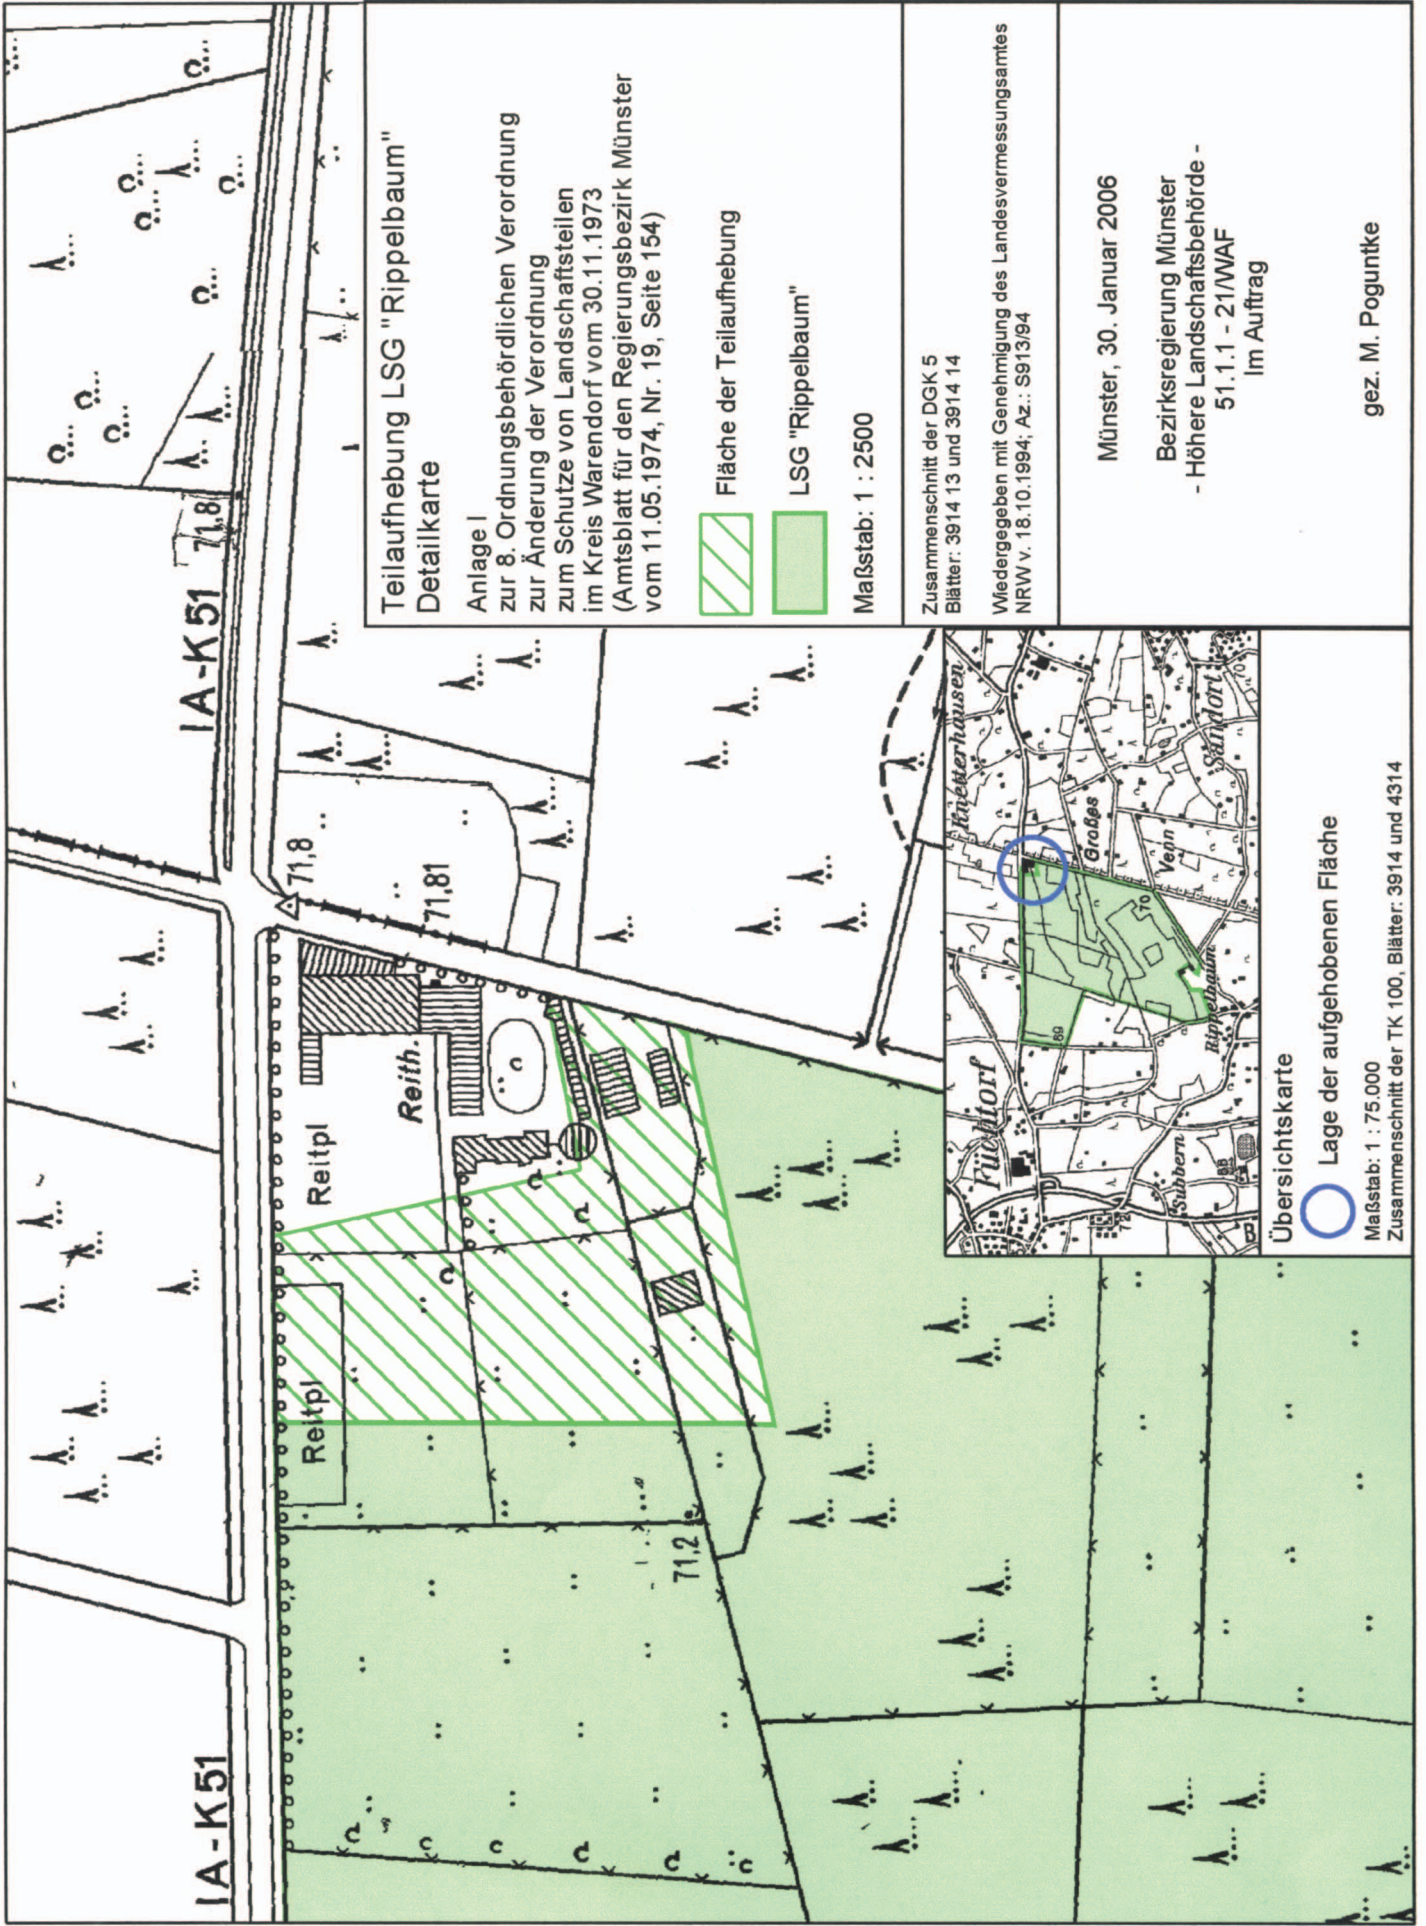 IA-K51
IA-K51
71,8
71,8
71,81
Reitpl
Reitpl
Reith.
71,2
Teilaufhebung LSG "Rippelbaum"
Detailkarte
Anlage I
zur 8. Ordnungsbehördlichen Verordnung
zur Änderung der Verordnung
zum Schutze von Landschaftsteilen
im Kreis Warendorf vom 30.11.1973
(Amtsblatt für den Regierungsbezirk Münster
vom 11.05.1974, Nr. 19, Seite 154)
Fläche der Teilaufhebung
LSG "Rippelbaum"
Maßstab: 1 : 2500
Zusammenschnitt der DGK 5
Blätter: 3914 13 und 3914 14
Wiedergegeben mit Genehmigung des Landesvermessungsamtes
NRW v. 18.10.1994; Az.: S913/94
Münster, 30. Januar 2006
Bezirksregierung Münster
- Höhere Landschaftsbehörde -
51.1.1 - 21/WAF
Im Auftrag
gez. M. Poguntke
Füchtorf
Knetterhausen
Großes
Venn
Sandort
Rippelbaum
Subbern
69
70
72
Übersichtskarte
Lage der aufgehobenen Fläche
Maßstab: 1 : 75.000
Zusammenschnitt der TK 100, Blätter: 3914 und 4314